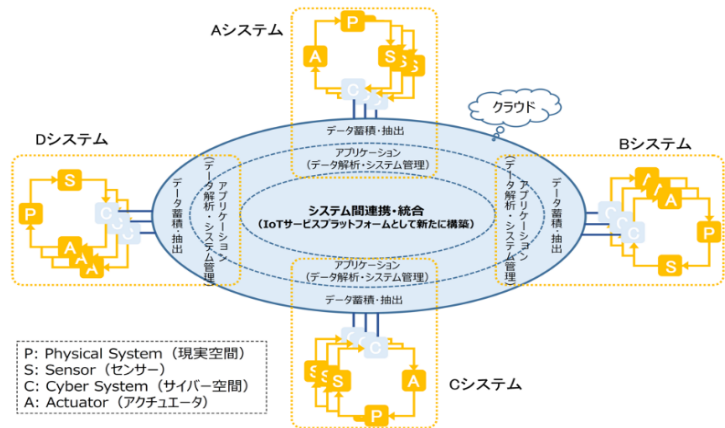 Aシステム
P
A
S
S
S
C
C
C
クラウド
データ蓄積・抽出
アプリケーション
(データ解析・システム管理)
Dシステム
S
P
C
C
C
A
A
A
データ蓄積・抽出
アプリケーション
(データ解析・システム管理)
システム間連携・統合
(IoTサービスプラットフォームとして新たに構築)
Bシステム
A
A
A
C
C
C
P
S
アプリケーション
(データ解析・システム管理)
データ蓄積・抽出
アプリケーション
(データ解析・システム管理)
データ蓄積・抽出
C
C
C
S
S
S
A
P
Cシステム
P: Physical System（現実空間）
S: Sensor（センサー）
C: Cyber System（サイバー空間）
A: Actuator（アクチュエータ）